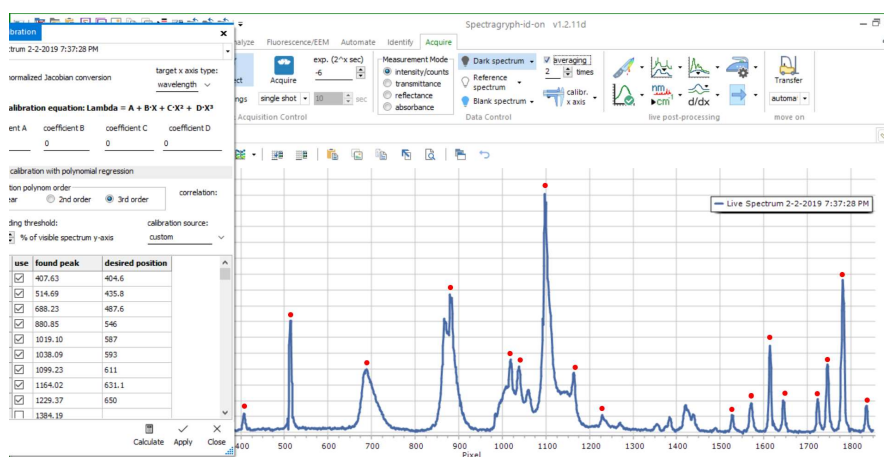 Spectragryph-id-on v1.2.11d
ibration ×
alyze Fluorescence/EEM Automate Identify Acquire
trum 2-2-2019 7:37:28 PM
normalized Jacobian conversion
target x axis type:
wavelength
alibration equation: Lambda = A + B·X + C·X² + D·X³
ent A coefficient B coefficient C coefficient D
0 0 0
calibration with polynomial regression
tion polynom order
ear 2nd order 3rd order
correlation:
ding threshold:
% of visible spectrum y-axis
calibration source:
custom
use found peak desired position
407.63 404.6
514.69 435.8
688.23 487.6
880.85 546
1019.10 587
1038.09 593
1099.23 611
1164.02 631.1
1229.37 650
1384.19
Calculate Apply Close
ect Acquire
exp. (2^x sec)
-6
ngs single shot 10 sec
Acquisition Control
Measurement Mode
intensity/counts
transmittance
reflectance
absorbance
Dark spectrum
Reference spectrum
Blank spectrum
averaging
2 times
calibr.
x axis
Data Control
nm
cm
d/dx
live post-processing
Transfer
automa
move on
Live Spectrum 2-2-2019 7:37:28 PM
400 500 600 700 800 900 1000 1100 1200 1300 1400 1500 1600 1700 1800
Pixel